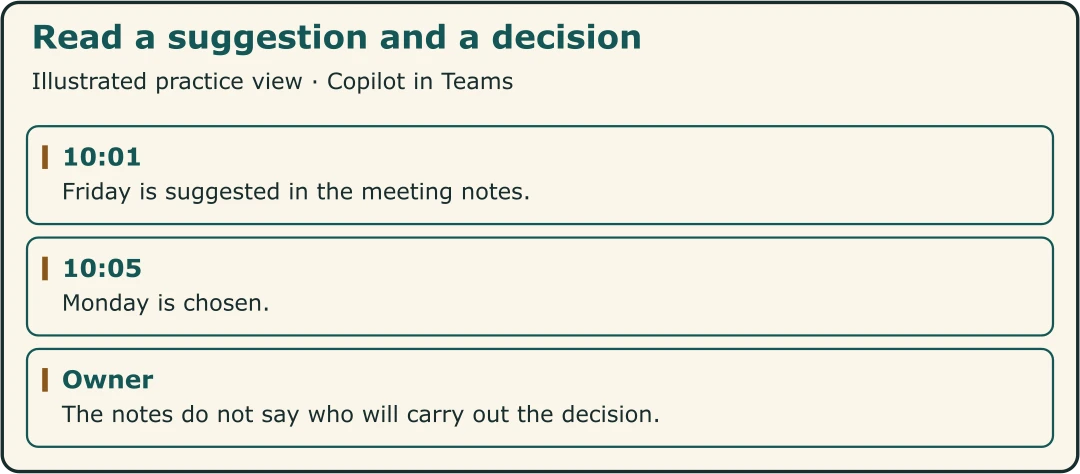 Read a suggestion and a decision
Illustrated practice view · Copilot in Teams
10:01
Friday is suggested in the meeting notes.
10:05
Monday is chosen.
Owner
The notes do not say who will carry out the decision.